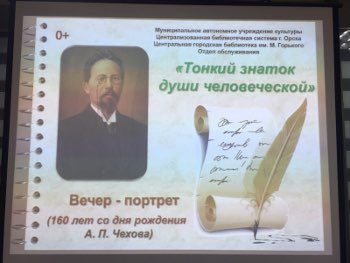 0+
Муниципальное автономное учреждение культуры
Централизованная библиотечная система г. Орска
Центральная городская библиотека им. М. Горького
Отдел обслуживания
«Тонкий знаток
души человеческой»
Вечер - портрет
(160 лет со дня рождения
А. П. Чехова)